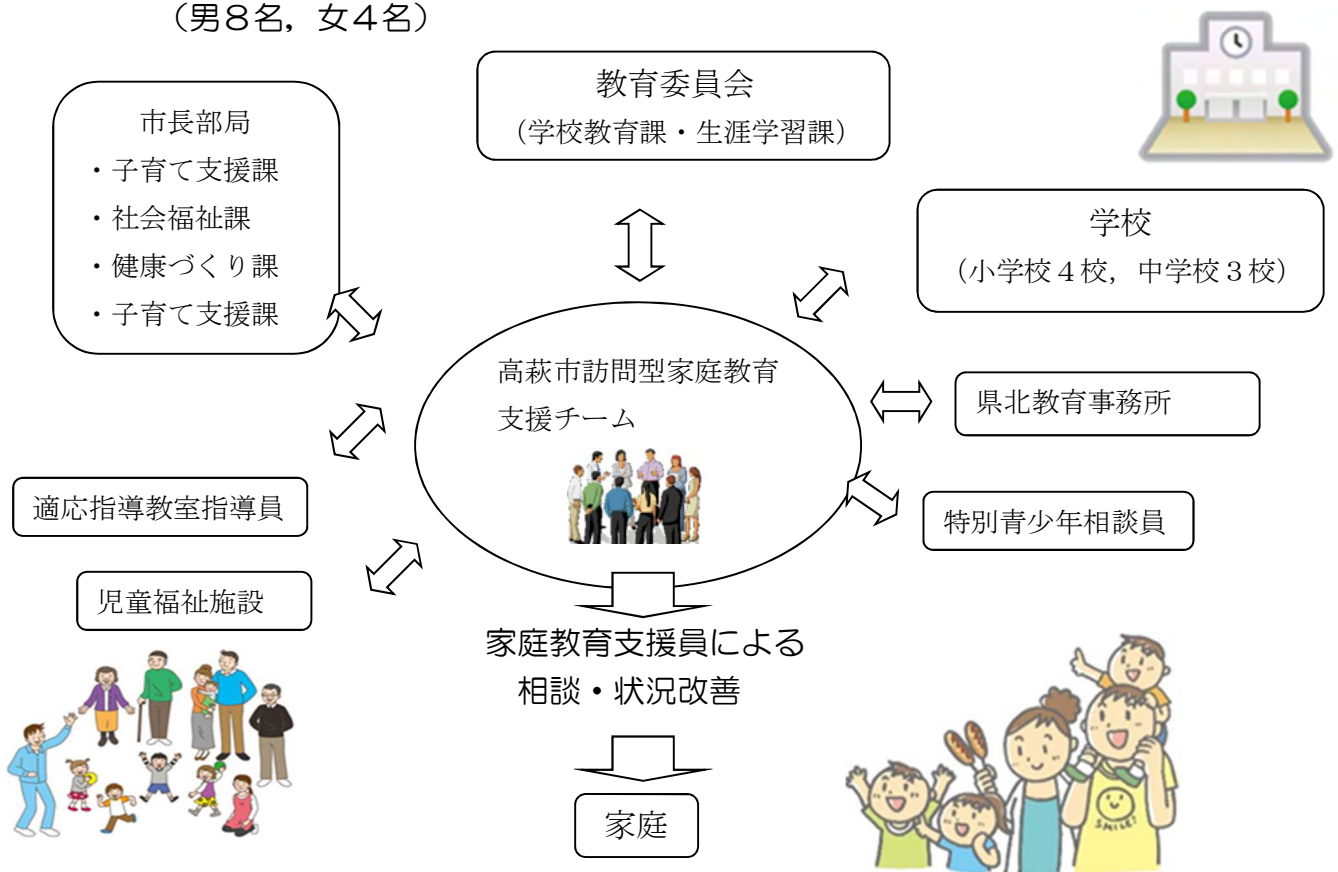 （男８名，女４名）
教育委員会
（学校教育課・生涯学習課）
市長部局
・子育て支援課
・社会福祉課
・健康づくり課
・子育て支援課
学校
（小学校４校，中学校３校）
高萩市訪問型家庭教育
支援チーム
県北教育事務所
適応指導教室指導員
特別青少年相談員
児童福祉施設
家庭教育支援員による
相談・状況改善
家庭
SMILE!